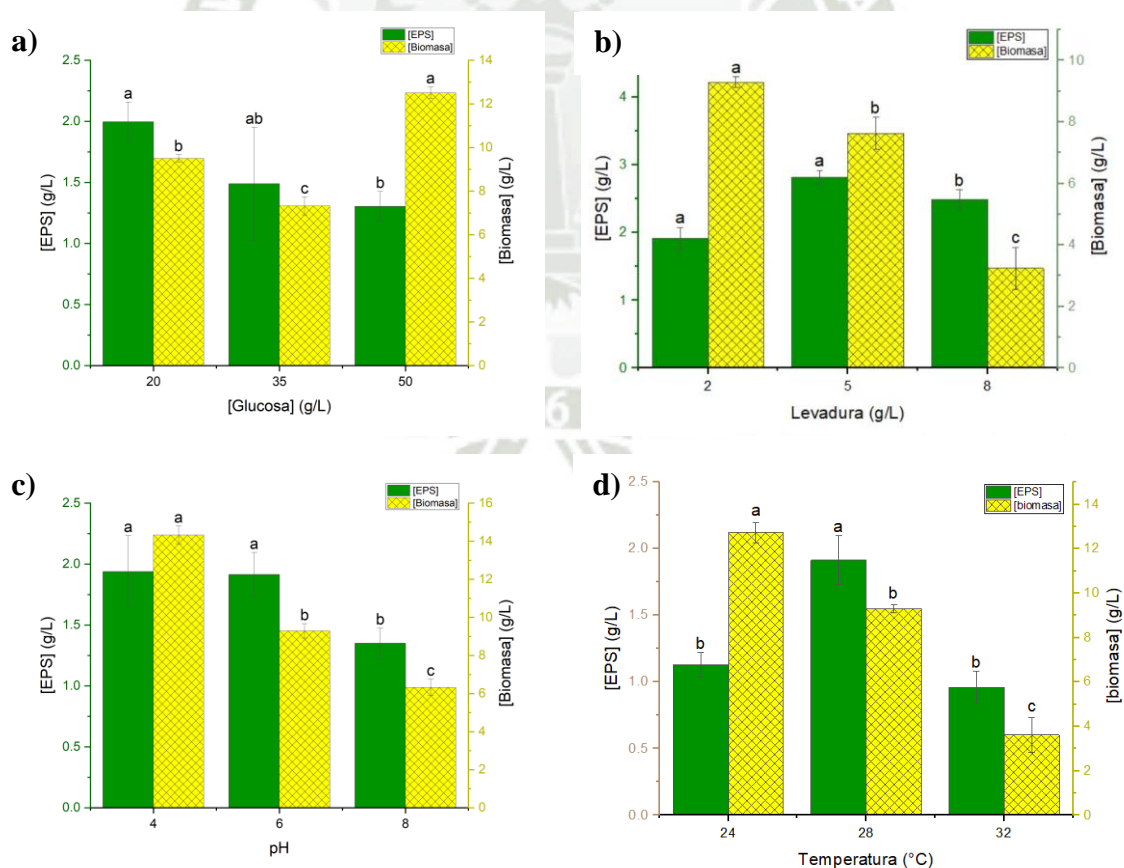 a)
[EPS]
[Biomasa]
2.5
2.0
1.5
1.0
0.5
0.0
[EPS] (g/L)
a
b
ab
c
b
a
14
12
10
8
6
4
2
0
[Biomasa] (g/L)
20
35
50
[Glucosa] (g/L)
b)
[EPS]
[Biomasa]
4
3
2
1
0
[EPS] (g/L)
a
a
a
b
b
c
10
8
6
4
2
0
[Biomasa] (g/L)
2
5
8
Levadura (g/L)
6
c)
[EPS]
[Biomasa]
2.5
2.0
1.5
1.0
0.5
0.0
[EPS] (g/L)
a
a
a
b
b
c
16
14
12
10
8
6
4
2
0
[Biomasa] (g/L)
4
6
8
pH
d)
[EPS]
[biomasa]
2.5
2.0
1.5
1.0
0.5
0.0
[EPS] (g/L)
b
a
a
b
b
c
14
12
10
8
6
4
2
0
[biomasa] (g/L)
24
28
32
Temperatura (°C)